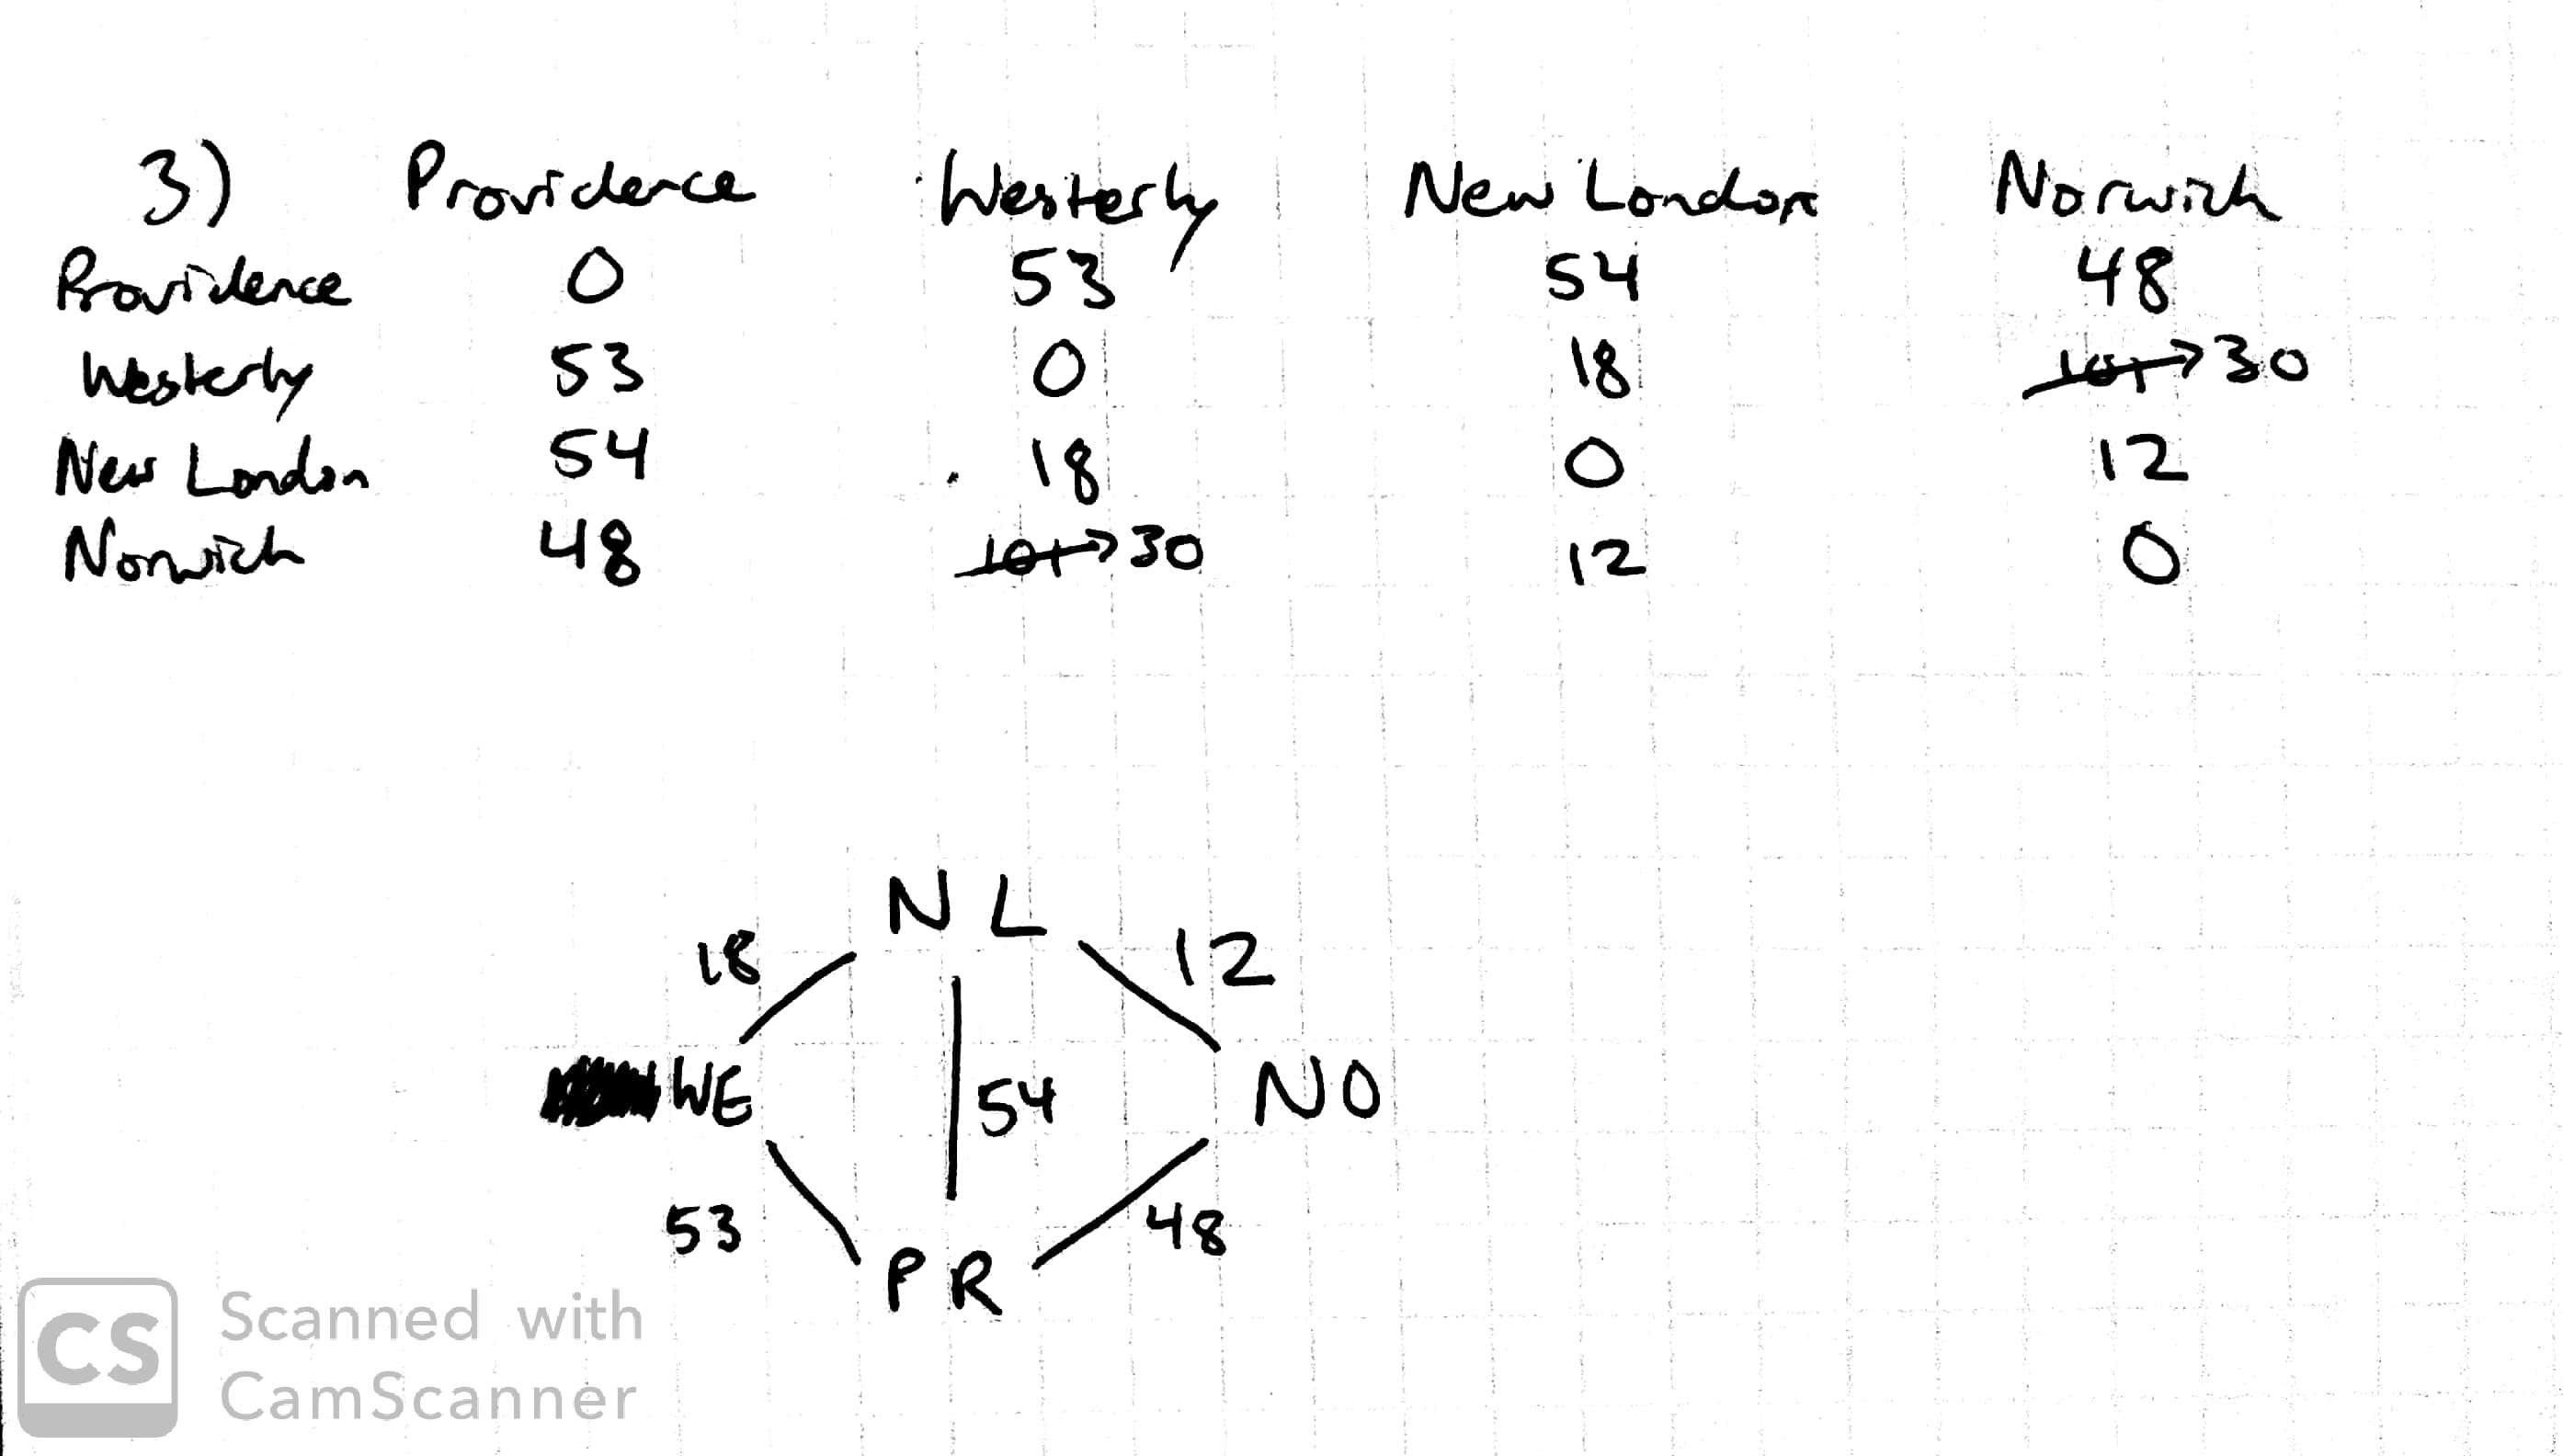 3) Providence Westerly New London Norwich
Providence 0 53 54 48
Westerly 53 0 18 101→30
New London 54 18 0 12
Norwich 48 101→30 12 0
NL
18 12
WE 54 NO
53 48
PR
CS Scanned with
CamScanner